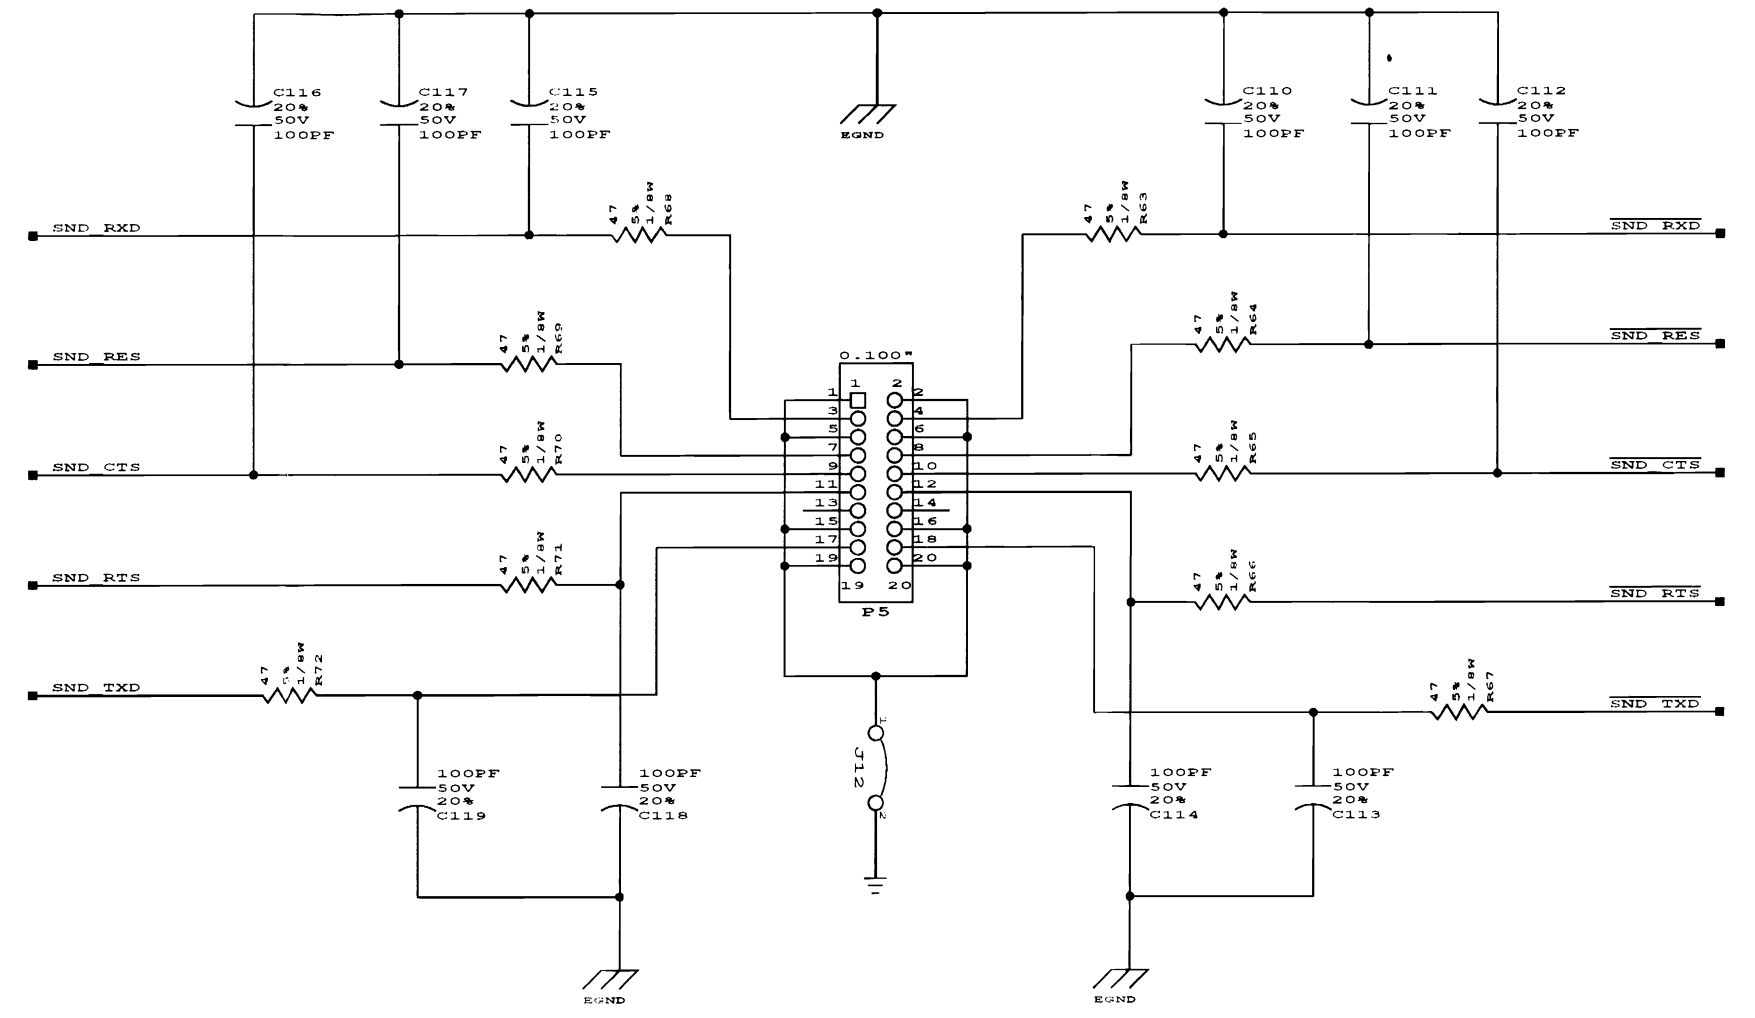 C116
20%
50V
100PF
C117
20%
50V
100PF
C115
20%
50V
100PF
EGND
C110
20%
50V
100PF
C111
20%
50V
100PF
C112
20%
50V
100PF
SND RXD
47
5%
1/8W
R68
47
5%
1/8W
R63
SND RXD
SND RES
47
5%
1/8W
R69
47
5%
1/8W
R64
SND RES
0.100"
1 2
1 2
3 4
5 6
7 8
9 10
11 12
13 14
15 16
17 18
19 20
19 20
P5
SND CTS
47
5%
1/8W
R70
47
5%
1/8W
R65
SND CTS
SND RTS
47
5%
1/8W
R71
47
5%
1/8W
R66
SND RTS
SND TXD
47
5%
1/8W
R72
47
5%
1/8W
R67
SND TXD
1
J12
2
100PF
50V
20%
C119
100PF
50V
20%
C118
100PF
50V
20%
C114
100PF
50V
20%
C113
EGND
EGND